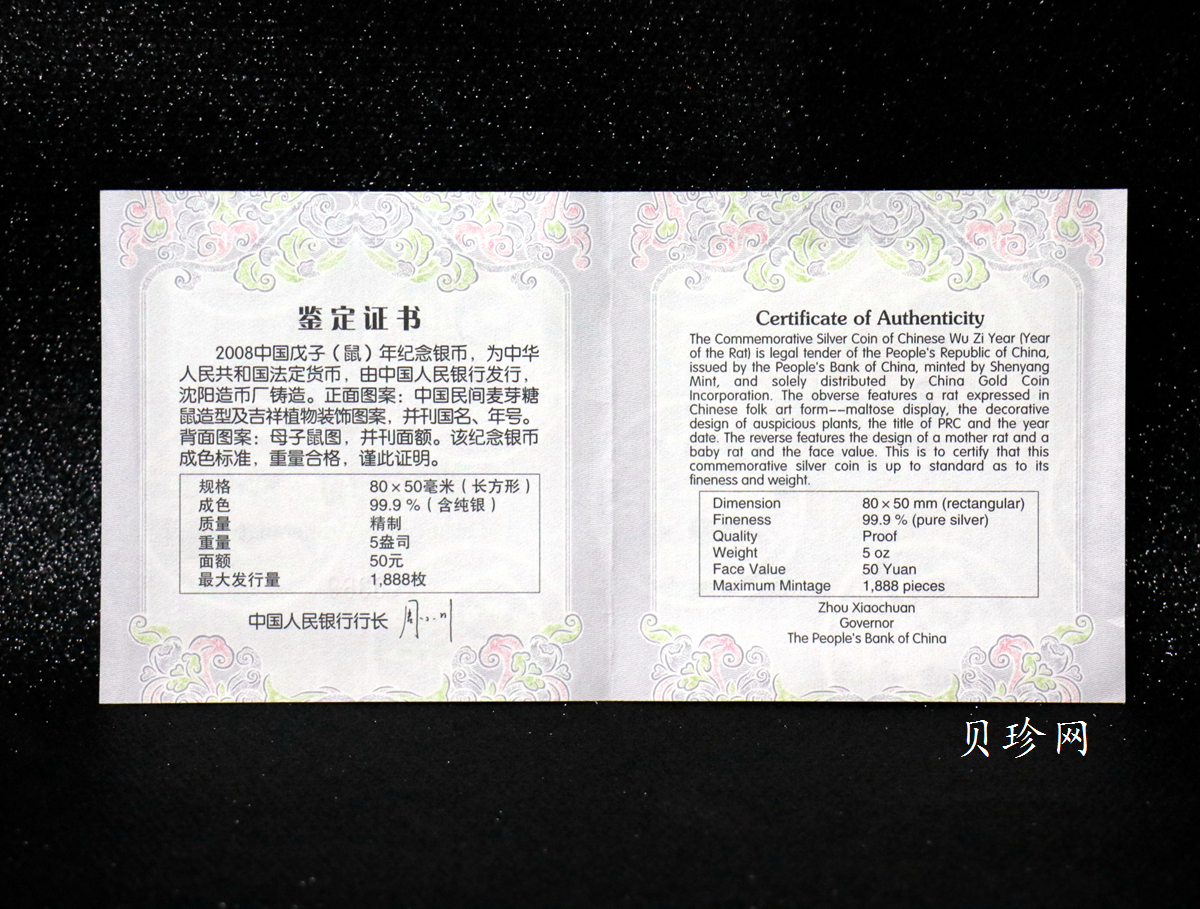 鉴定证书
2008中国戊子（鼠）年纪念银币，为中华
人民共和国法定货币，由中国人民银行发行，
沈阳造币厂铸造。正面图案：中国民间麦芽糖
鼠造型及吉祥植物装饰图案，并刊国名、年号。
背面图案：母子鼠图，并刊面额。该纪念银币
成色标准，重量合格，谨此证明。
规格 80×50毫米（长方形）
成色 99.9％（含纯银）
质量 精制
重量 5盎司
面额 50元
最大发行量 1,888枚
中国人民银行行长 周小川
Certificate of Authenticity
The Commemorative Silver Coin of Chinese Wu Zi Year (Year
of the Rat) is legal tender of the People's Republic of China,
issued by the People's Bank of China, minted by Shenyang
Mint, and solely distributed by China Gold Coin
Incorporation. The obverse features a rat expressed in
Chinese folk art form--maltose display, the decorative
design of auspicious plants, the title of PRC and the year
date. The reverse features the design of a mother rat and a
baby rat and the face value. This is to certify that this
commemorative silver coin is up to standard as to its
fineness and weight.
Dimension 80×50 mm (rectangular)
Fineness 99.9 % (pure silver)
Quality Proof
Weight 5 oz
Face Value 50 Yuan
Maximum Mintage 1,888 pieces
Zhou Xiaochuan
Governor
The People's Bank of China
贝珍网